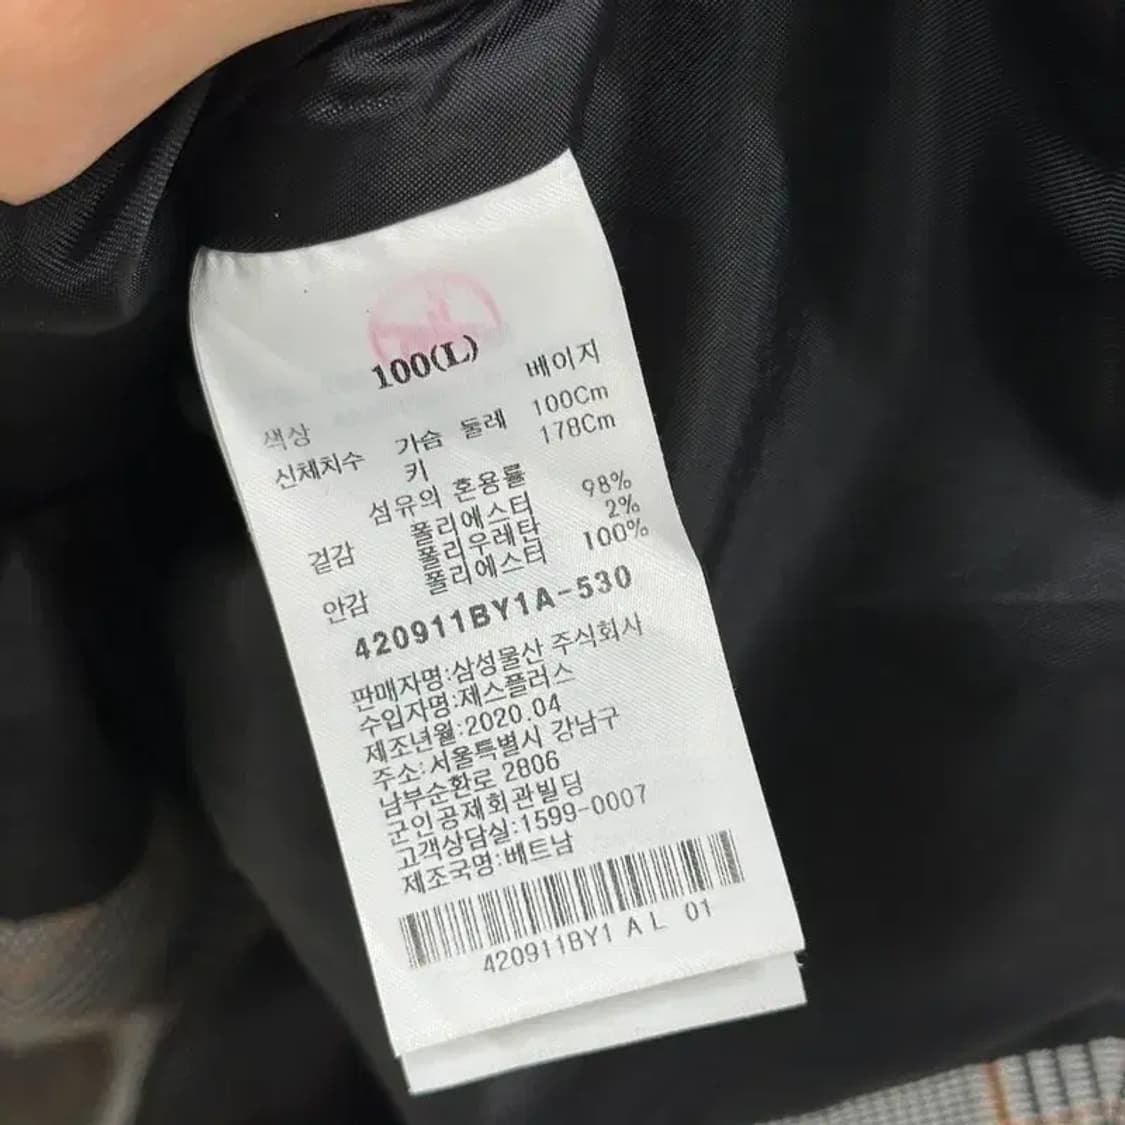 100(L)
색상 베이지
신체치수 가슴 둘레 100Cm
키 178Cm
섬유의 혼용률
겉감 폴리에스터 98%
폴리우레탄 2%
안감 폴리에스터 100%
420911BY1A-530
판매자명:삼성물산 주식회사
수입자명:제스플러스
제조년월:2020.04
주소:서울특별시 강남구
남부순환로 2806
군인공제회관빌딩
고객상담실:1599-0007
제조국명:베트남
420911BY1 A L 01